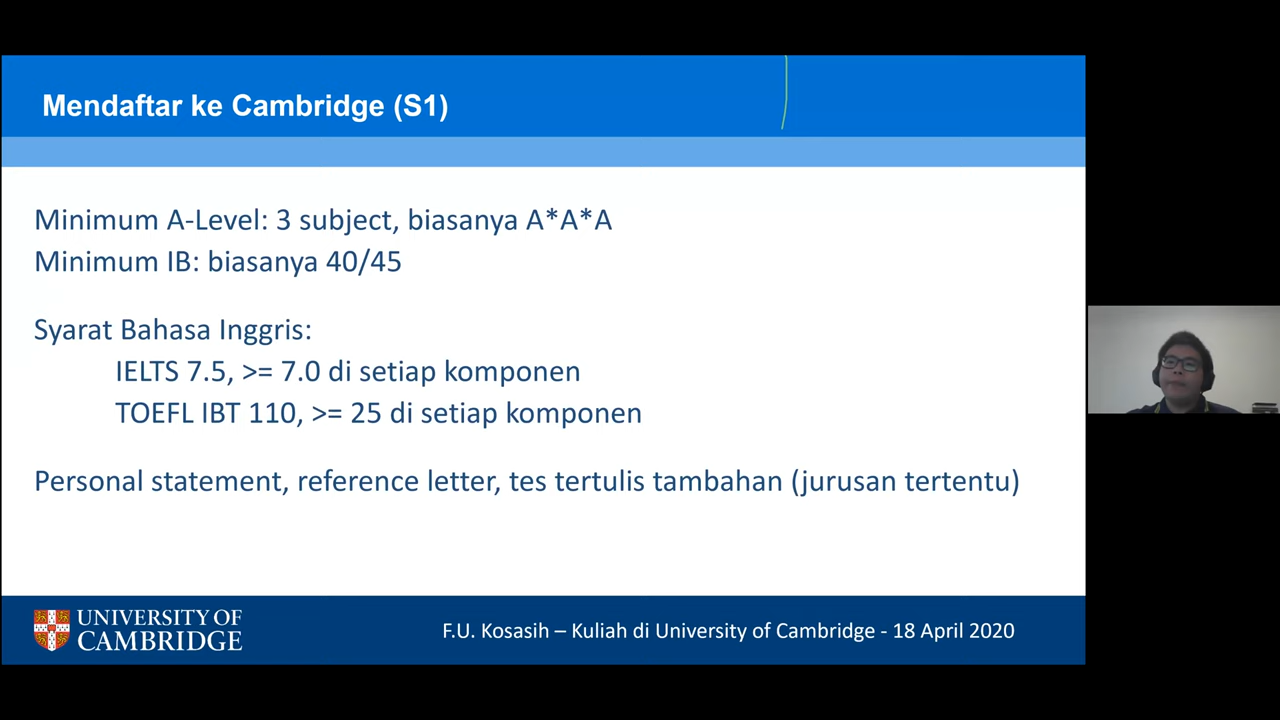 Mendaftar ke Cambridge (S1)
Minimum A-Level: 3 subject, biasanya A*A*A
Minimum IB: biasanya 40/45
Syarat Bahasa Inggris:
IELTS 7.5, >= 7.0 di setiap komponen
TOEFL IBT 110, >= 25 di setiap komponen
Personal statement, reference letter, tes tertulis tambahan (jurusan tertentu)
UNIVERSITY OF
CAMBRIDGE
F.U. Kosasih – Kuliah di University of Cambridge - 18 April 2020